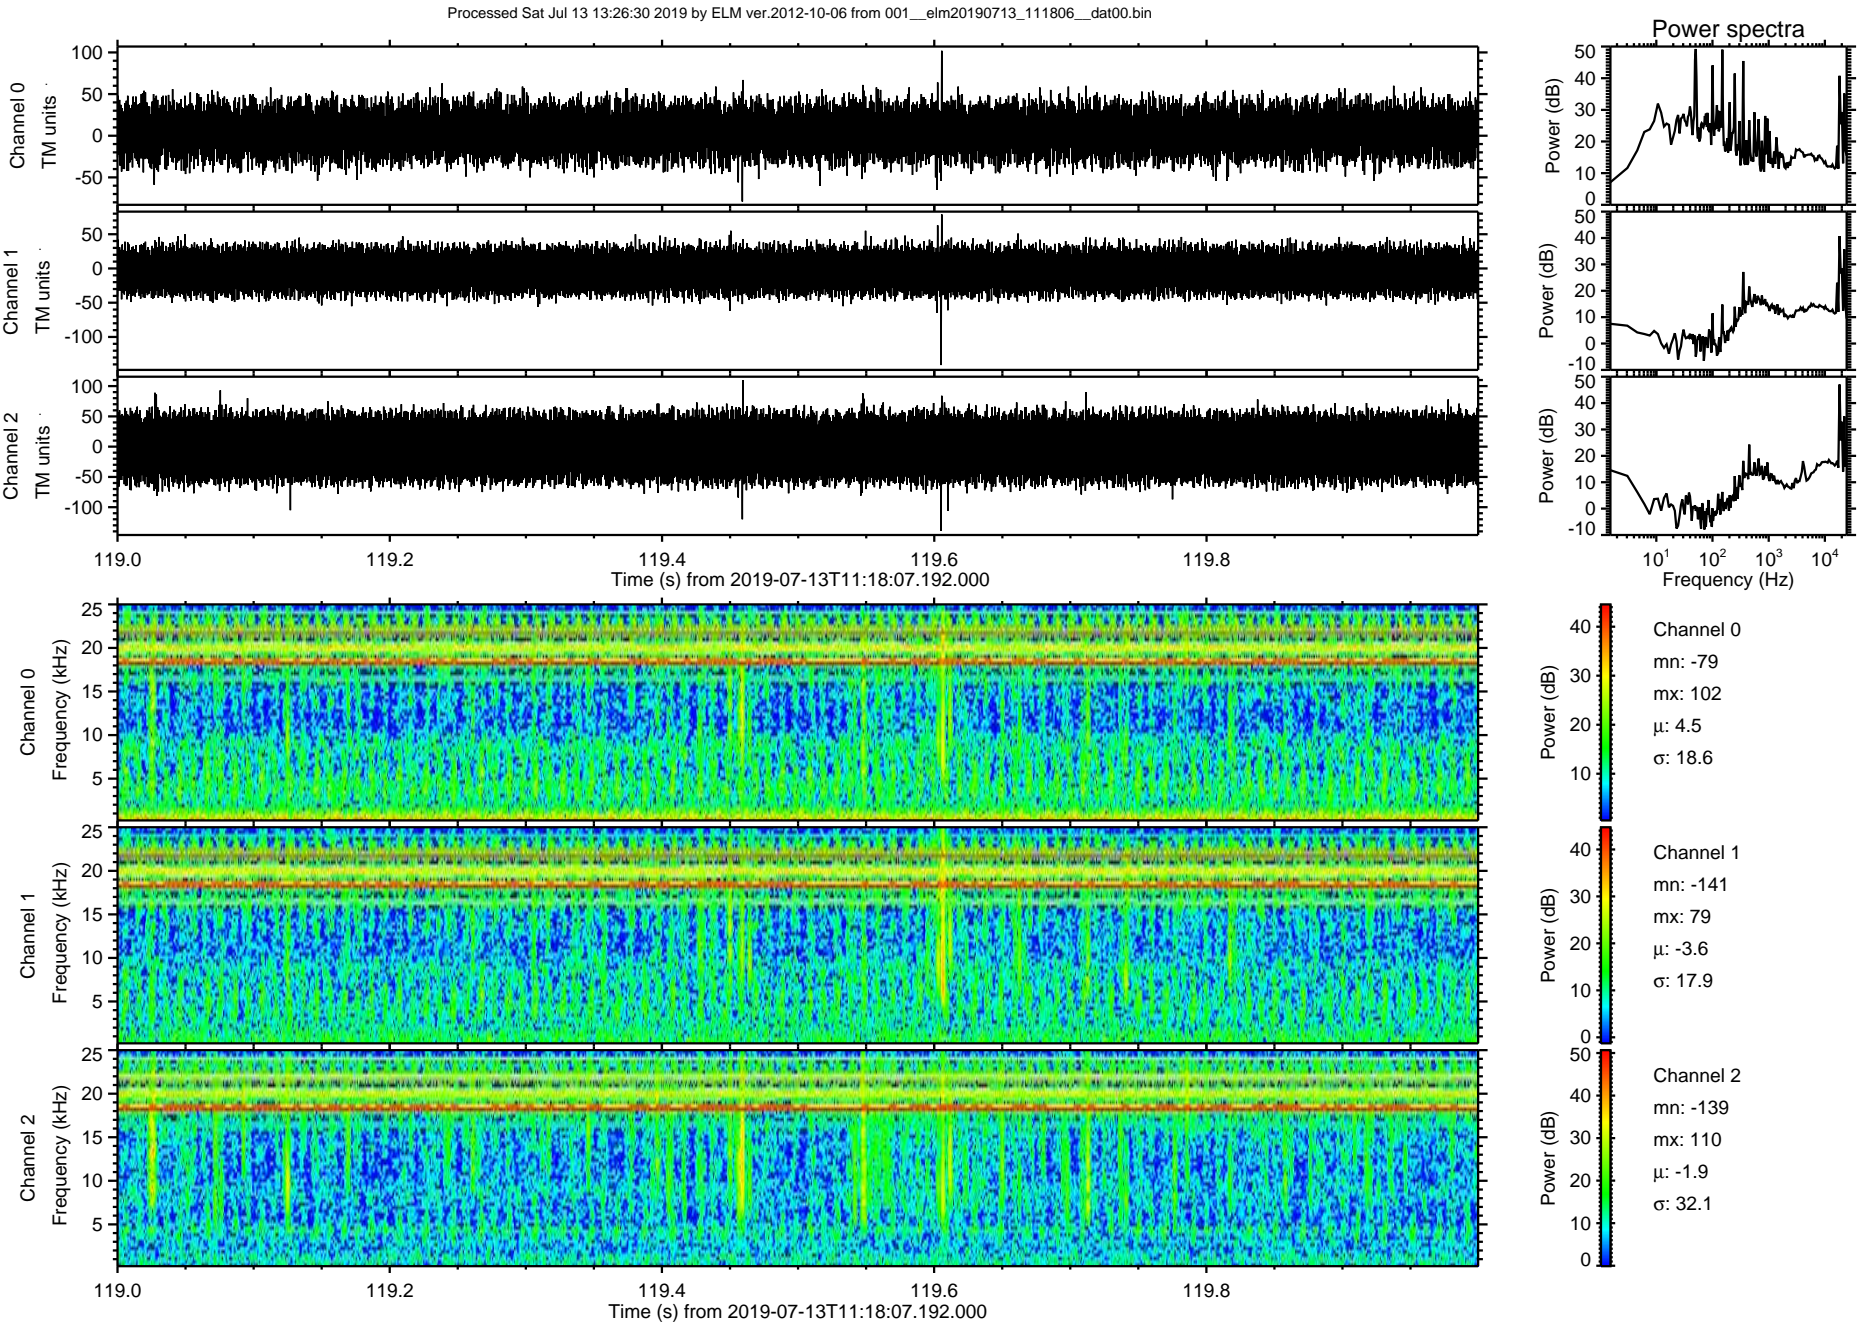 Processed Sat Jul 13 13:26:30 2019 by ELM ver.2012-10-06 from 001__elm20190713_111806__dat00.bin
Power spectra
Channel 0
TM units
100
50
0
-50
Power (dB)
50
40
30
20
10
0
Channel 1
TM units
50
0
-50
-100
Power (dB)
50
40
30
20
10
0
-10
Channel 2
TM units
100
50
0
-50
-100
Power (dB)
50
40
30
20
10
0
-10
119.0 119.2 119.4 119.6 119.8
Time (s) from 2019-07-13T11:18:07.192.000
10^1 10^2 10^3 10^4
Frequency (Hz)
Channel 0
Frequency (kHz)
25
20
15
10
5
Power (dB)
40
30
20
10
Channel 0
mn: -79
mx: 102
μ: 4.5
σ: 18.6
Channel 1
Frequency (kHz)
25
20
15
10
5
Power (dB)
40
30
20
10
0
Channel 1
mn: -141
mx: 79
μ: -3.6
σ: 17.9
Channel 2
Frequency (kHz)
25
20
15
10
5
Power (dB)
50
40
30
20
10
0
Channel 2
mn: -139
mx: 110
μ: -1.9
σ: 32.1
119.0 119.2 119.4 119.6 119.8
Time (s) from 2019-07-13T11:18:07.192.000